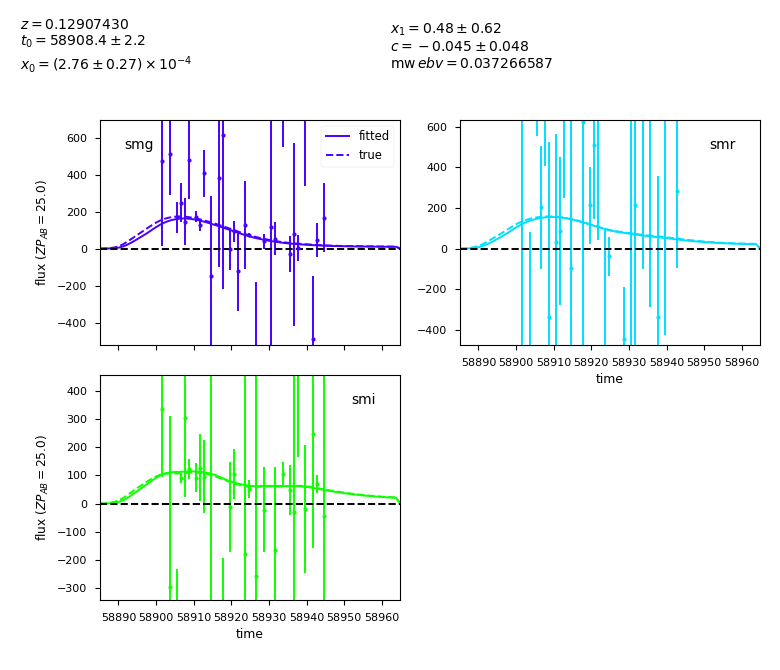 z = 0.12907430
t₀ = 58908.4 ± 2.2
x₀ = (2.76 ± 0.27) × 10⁻⁴
x₁ = 0.48 ± 0.62
c = −0.045 ± 0.048
mw ebv = 0.037266587
smg
fitted
true
600
400
200
0
−200
−400
flux (ZP_AB = 25.0)
smr
600
400
200
0
−200
−400
58890 58900 58910 58920 58930 58940 58950 58960
time
smi
400
300
200
100
0
−100
−200
−300
flux (ZP_AB = 25.0)
58890 58900 58910 58920 58930 58940 58950 58960
time